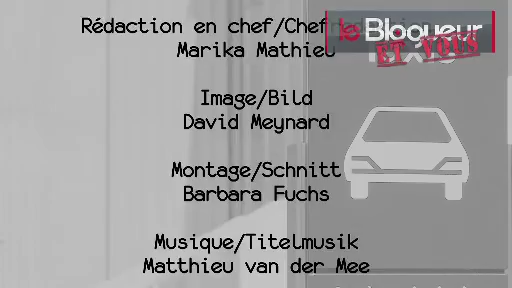 Rédaction en chef/Chefredaktion
Marika Mathieu
le Blogueur
ET VOUS
Image/Bild
David Meynard
Montage/Schnitt
Barbara Fuchs
Musique/Titelmusik
Matthieu van der Mee